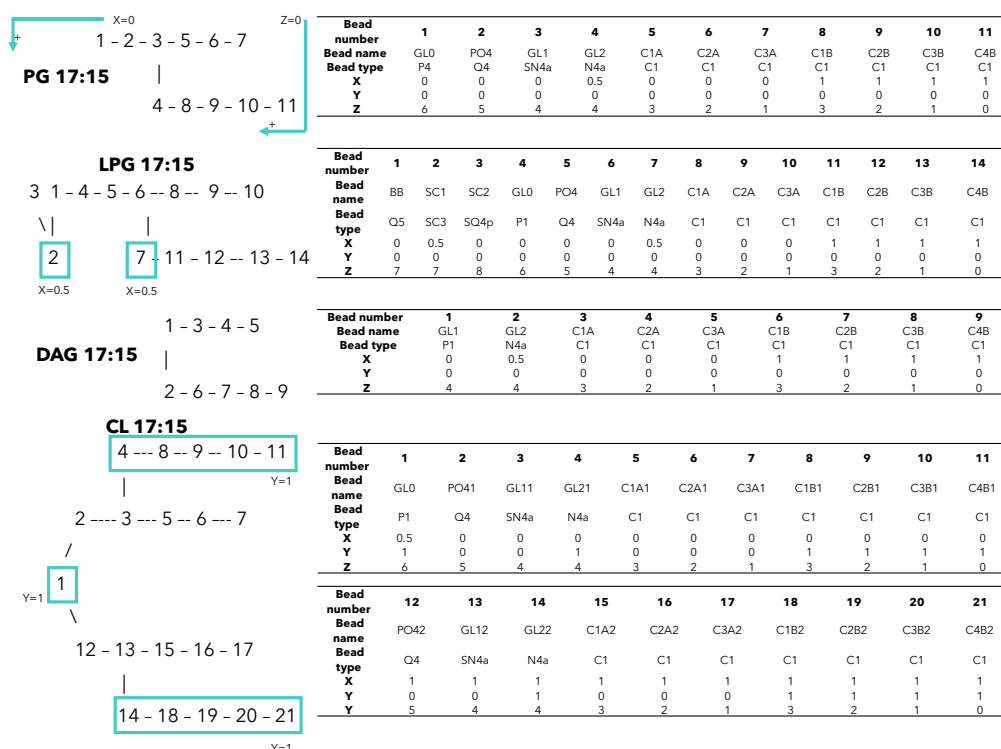 X=0 Z=0
+
1 - 2 - 3 - 5 - 6 - 7
PG 17:15
|
4 - 8 - 9 - 10 - 11
+
Bead number 1 2 3 4 5 6 7 8 9 10 11
Bead name GL0 PO4 GL1 GL2 C1A C2A C3A C1B C2B C3B C4B
Bead type P4 Q4 SN4a N4a C1 C1 C1 C1 C1 C1 C1
X 0 0 0 0.5 0 0 0 1 1 1 1
Y 0 0 0 0 0 0 0 0 0 0 0
Z 6 5 4 4 3 2 1 3 2 1 0
LPG 17:15
3 1 - 4 - 5 - 6 -- 8 -- 9 -- 10
\ | |
2 7 - 11 - 12 -- 13 - 14
X=0.5 X=0.5
Bead number 1 2 3 4 5 6 7 8 9 10 11 12 13 14
Bead name BB SC1 SC2 GL0 PO4 GL1 GL2 C1A C2A C3A C1B C2B C3B C4B
Bead type Q5 SC3 SQ4p P1 Q4 SN4a N4a C1 C1 C1 C1 C1 C1 C1
X 0 0.5 0 0 0 0 0.5 0 0 0 1 1 1 1
Y 0 0 0 0 0 0 0 0 0 0 0 0 0 0
Z 7 7 8 6 5 4 4 3 2 1 3 2 1 0
1 - 3 - 4 - 5
DAG 17:15
|
2 - 6 - 7 - 8 - 9
Bead number 1 2 3 4 5 6 7 8 9
Bead name GL1 GL2 C1A C2A C3A C1B C2B C3B C4B
Bead type P1 N4a C1 C1 C1 C1 C1 C1 C1
X 0 0.5 0 0 0 1 1 1 1
Y 0 0 0 0 0 0 0 0 0
Z 4 4 3 2 1 3 2 1 0
CL 17:15
4 --- 8 -- 9 -- 10 - 11
Y=1
|
2 ---- 3 --- 5 -- 6 --- 7
/
1
Y=1
\
12 - 13 - 15 - 16 - 17
|
14 - 18 - 19 - 20 - 21
Y=1
Bead number 1 2 3 4 5 6 7 8 9 10 11
Bead name GL0 PO41 GL11 GL21 C1A1 C2A1 C3A1 C1B1 C2B1 C3B1 C4B1
Bead type P1 Q4 SN4a N4a C1 C1 C1 C1 C1 C1 C1
X 0.5 0 0 0 0 0 0 0 0 0 0
Y 1 0 0 1 0 0 0 1 1 1 1
Z 6 5 4 4 3 2 1 3 2 1 0
Bead number 12 13 14 15 16 17 18 19 20 21
Bead name PO42 GL12 GL22 C1A2 C2A2 C3A2 C1B2 C2B2 C3B2 C4B2
Bead type Q4 SN4a N4a C1 C1 C1 C1 C1 C1 C1
X 1 1 1 1 1 1 1 1 1 1
Y 0 0 1 0 0 0 1 1 1 1
Y 5 4 4 3 2 1 3 2 1 0